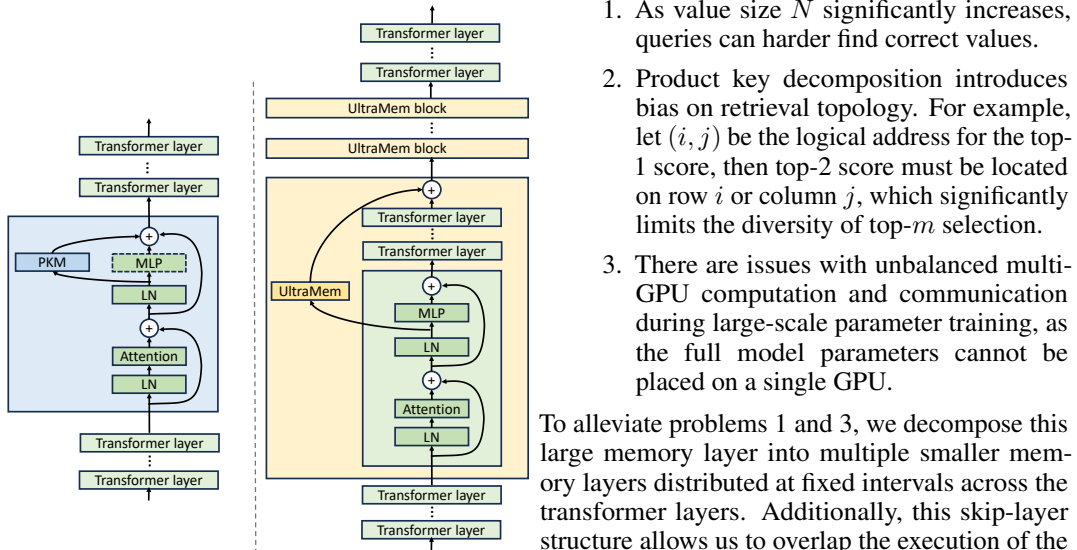 Transformer layer
...
Transformer layer
+
PKM
MLP
LN
+
Attention
LN
Transformer layer
...
Transformer layer
Transformer layer
...
Transformer layer
UltraMem block
...
UltraMem block
+
Transformer layer
...
Transformer layer
+
UltraMem
MLP
LN
+
Attention
LN
Transformer layer
...
Transformer layer
1. As value size N significantly increases,
queries can harder find correct values.
2. Product key decomposition introduces
bias on retrieval topology. For example,
let (i, j) be the logical address for the top-
1 score, then top-2 score must be located
on row i or column j, which significantly
limits the diversity of top-m selection.
3. There are issues with unbalanced multi-
GPU computation and communication
during large-scale parameter training, as
the full model parameters cannot be
placed on a single GPU.
To alleviate problems 1 and 3, we decompose this
large memory layer into multiple smaller mem-
ory layers distributed at fixed intervals across the
transformer layers. Additionally, this skip-layer
structure allows us to overlap the execution of the